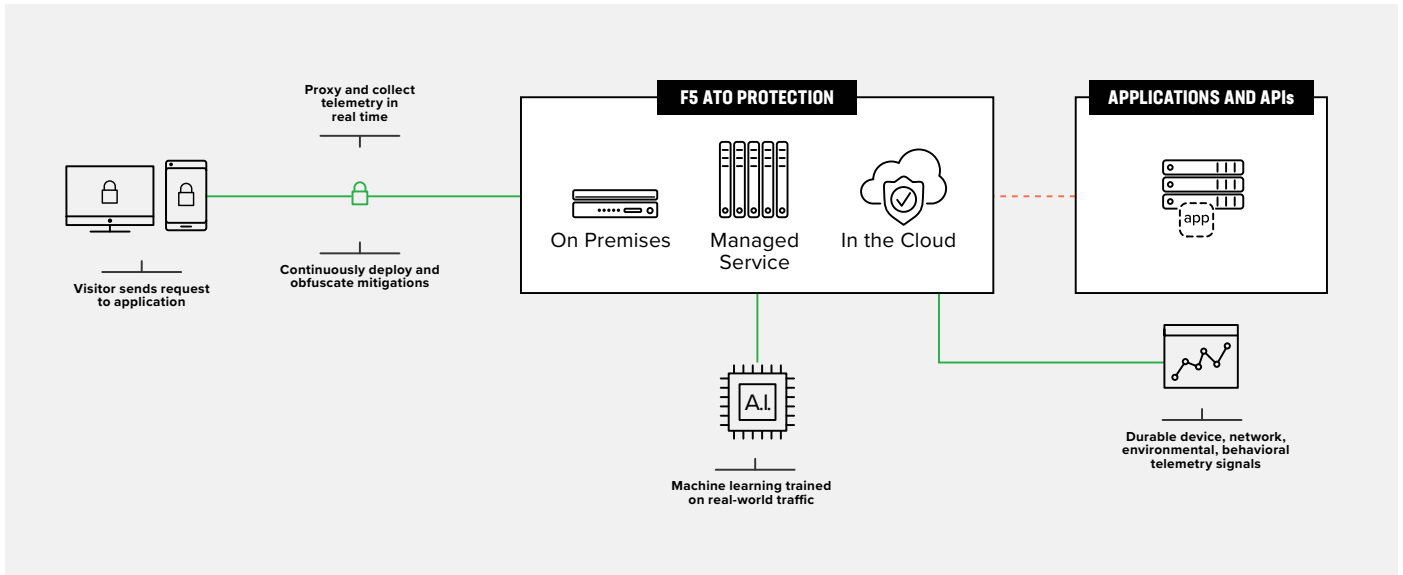 Proxy and collect
telemetry in
real time
F5 ATO PROTECTION
APPLICATIONS AND APIs
On Premises
Managed
Service
In the Cloud
app
Visitor sends request
to application
Continuously deploy and
obfuscate mitigations
A.I.
Machine learning trained
on real-world traffic
Durable device, network,
environmental, behavioral
telemetry signals